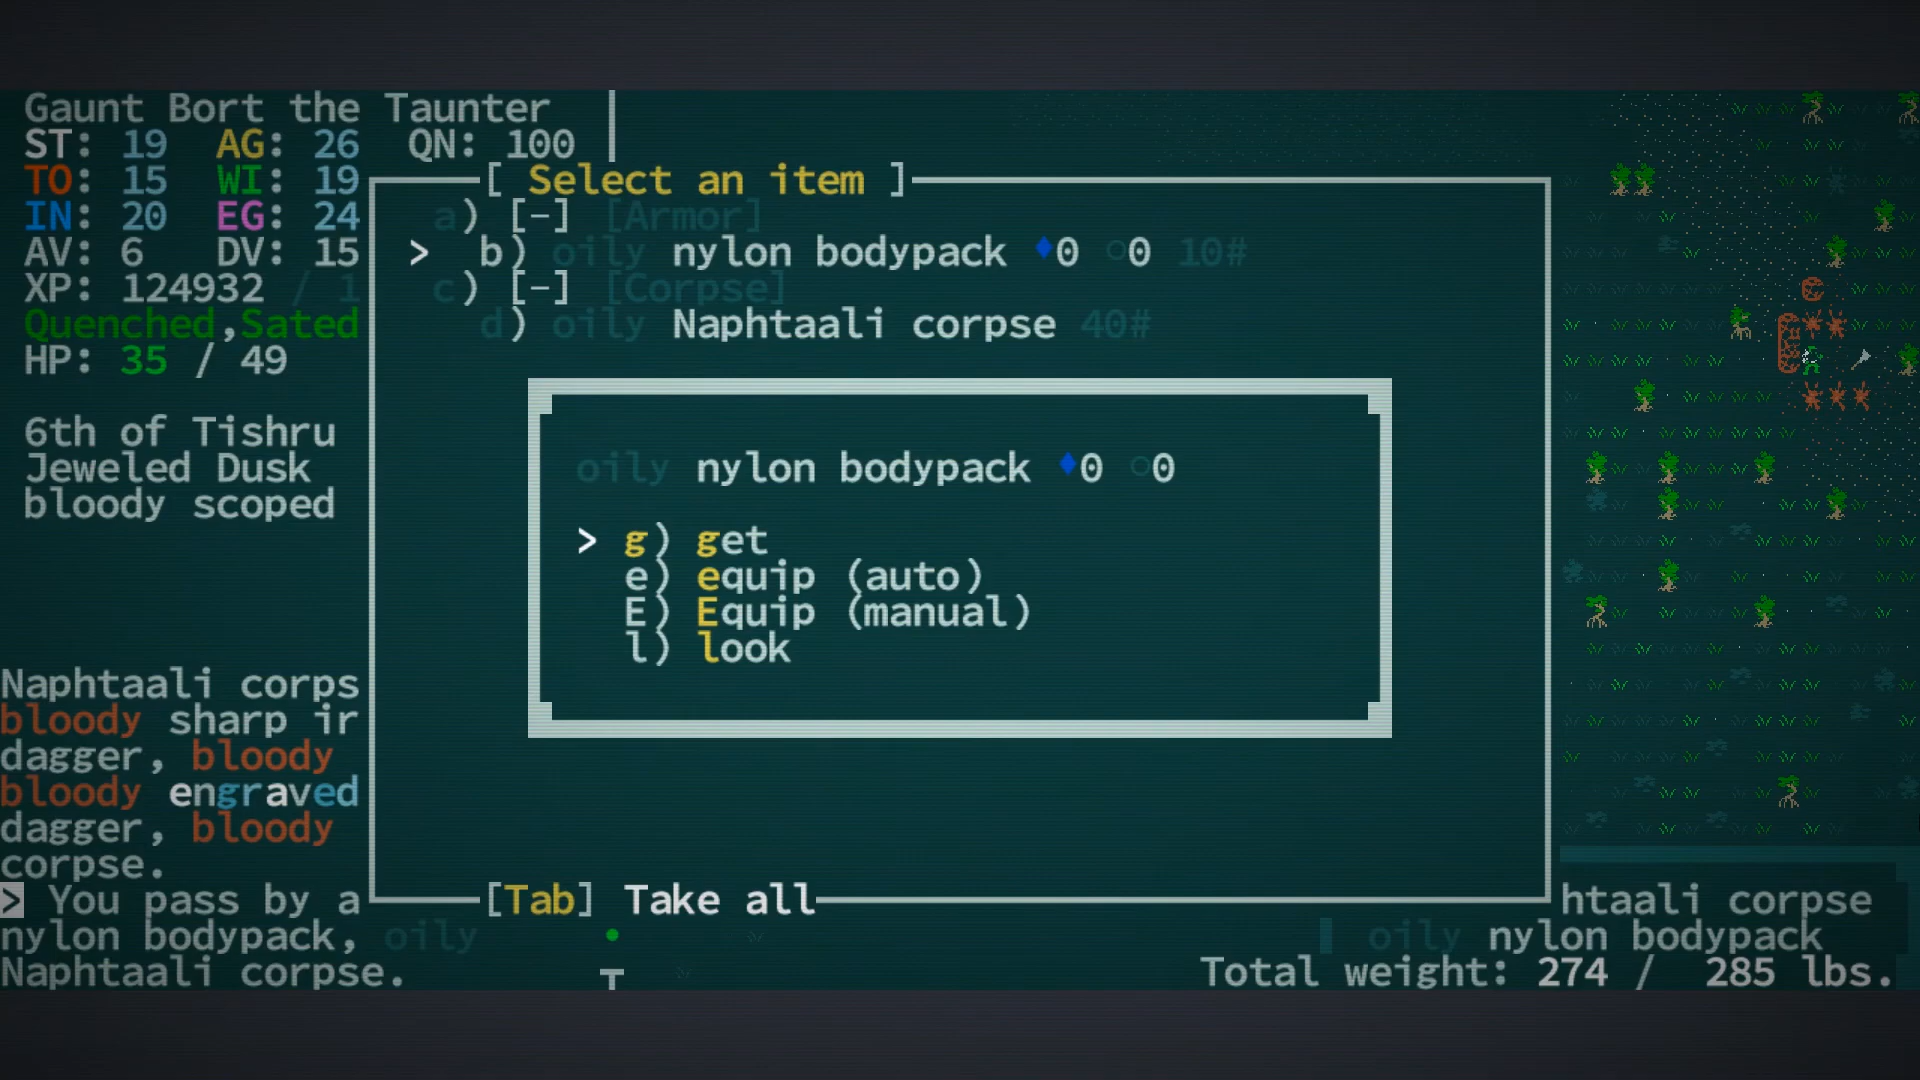 Gaunt Bort the Taunter
ST: 19 AG: 26 QN: 100
TO: 15 WI: 19
IN: 20 EG: 24
AV: 6 DV: 15
XP: 124932 / 1
Quenched,Sated
HP: 35 / 49
6th of Tishru
Jeweled Dusk
bloody scoped
Naphtaali corps
bloody sharp ir
dagger, bloody
bloody engraved
dagger, bloody
corpse.
> You pass by a
nylon bodypack, oily
Naphtaali corpse.
[ Select an item ]
a) [-] [Armor]
> b) oily nylon bodypack ♦0 ○0 10#
c) [-] [Corpse]
d) oily Naphtaali corpse 40#
oily nylon bodypack ♦0 ○0
> g) get
e) equip (auto)
E) Equip (manual)
l) look
[Tab] Take all
htaali corpse
oily nylon bodypack
Total weight: 274 / 285 lbs.